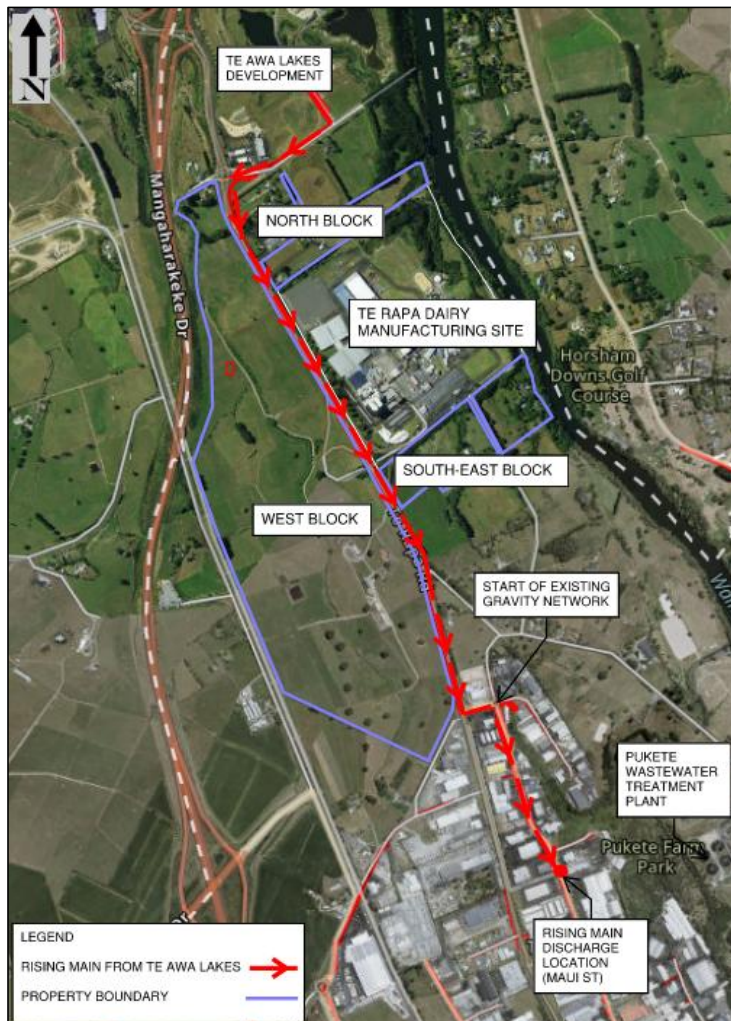 N
TE AWA LAKES
DEVELOPMENT
Mangaharakeke Dr
NORTH BLOCK
TE RAPA DAIRY
MANUFACTURING SITE
Horsham
Downs Golf
Course
SOUTH-EAST BLOCK
WEST BLOCK
START OF EXISTING
GRAVITY NETWORK
PUKETE
WASTEWATER
TREATMENT
PLANT
Pukete Farm
Park
RISING MAIN
DISCHARGE
LOCATION
(MAUI ST)
LEGEND
RISING MAIN FROM TE AWA LAKES
PROPERTY BOUNDARY